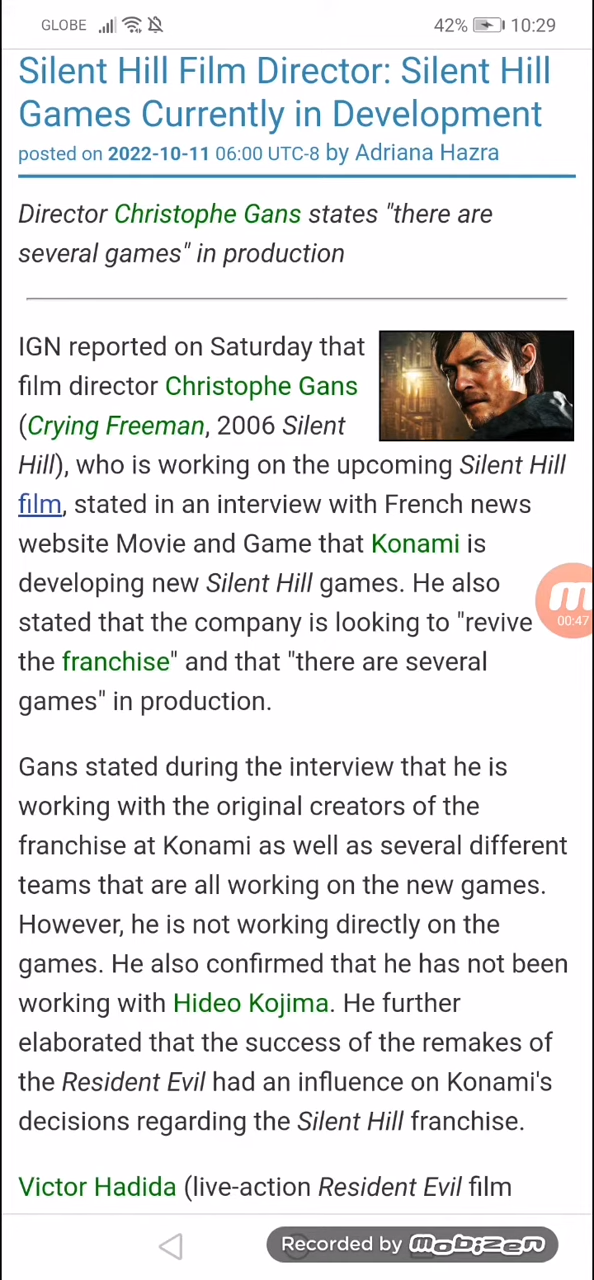 GLOBE 42% 10:29
Silent Hill Film Director: Silent Hill
Games Currently in Development
posted on 2022-10-11 06:00 UTC-8 by Adriana Hazra
Director Christophe Gans states "there are
several games" in production
IGN reported on Saturday that
film director Christophe Gans
(Crying Freeman, 2006 Silent
Hill), who is working on the upcoming Silent Hill
film, stated in an interview with French news
website Movie and Game that Konami is
developing new Silent Hill games. He also
stated that the company is looking to "revive
the franchise" and that "there are several
games" in production.
00:47
Gans stated during the interview that he is
working with the original creators of the
franchise at Konami as well as several different
teams that are all working on the new games.
However, he is not working directly on the
games. He also confirmed that he has not been
working with Hideo Kojima. He further
elaborated that the success of the remakes of
the Resident Evil had an influence on Konami's
decisions regarding the Silent Hill franchise.
Victor Hadida (live-action Resident Evil film
Recorded by mobizen